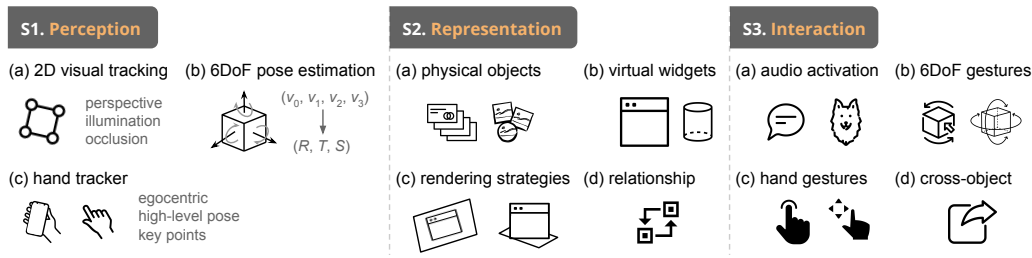 S1. Perception
(a) 2D visual tracking
perspective
illumination
occlusion
(b) 6DoF pose estimation
(v0, v1, v2, v3)
(R, T, S)
(c) hand tracker
egocentric
high-level pose
key points
S2. Representation
(a) physical objects
(b) virtual widgets
(c) rendering strategies
(d) relationship
S3. Interaction
(a) audio activation
(b) 6DoF gestures
(c) hand gestures
(d) cross-object